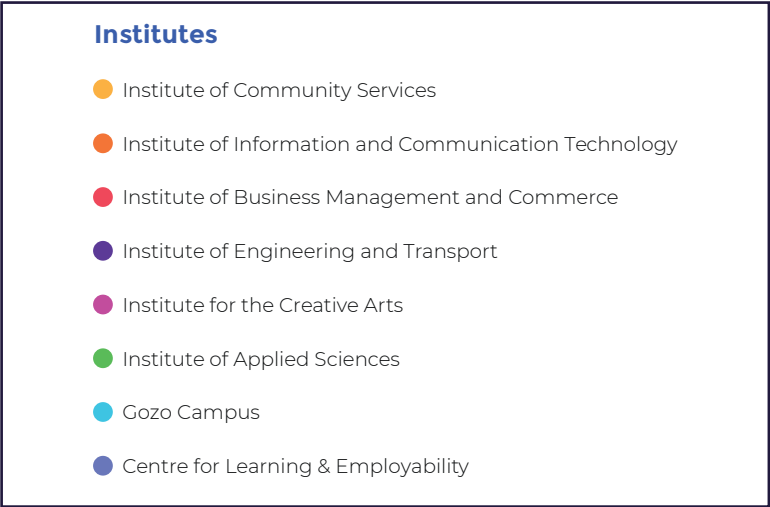 Institutes
Institute of Community Services
Institute of Information and Communication Technology
Institute of Business Management and Commerce
Institute of Engineering and Transport
Institute for the Creative Arts
Institute of Applied Sciences
Gozo Campus
Centre for Learning & Employability